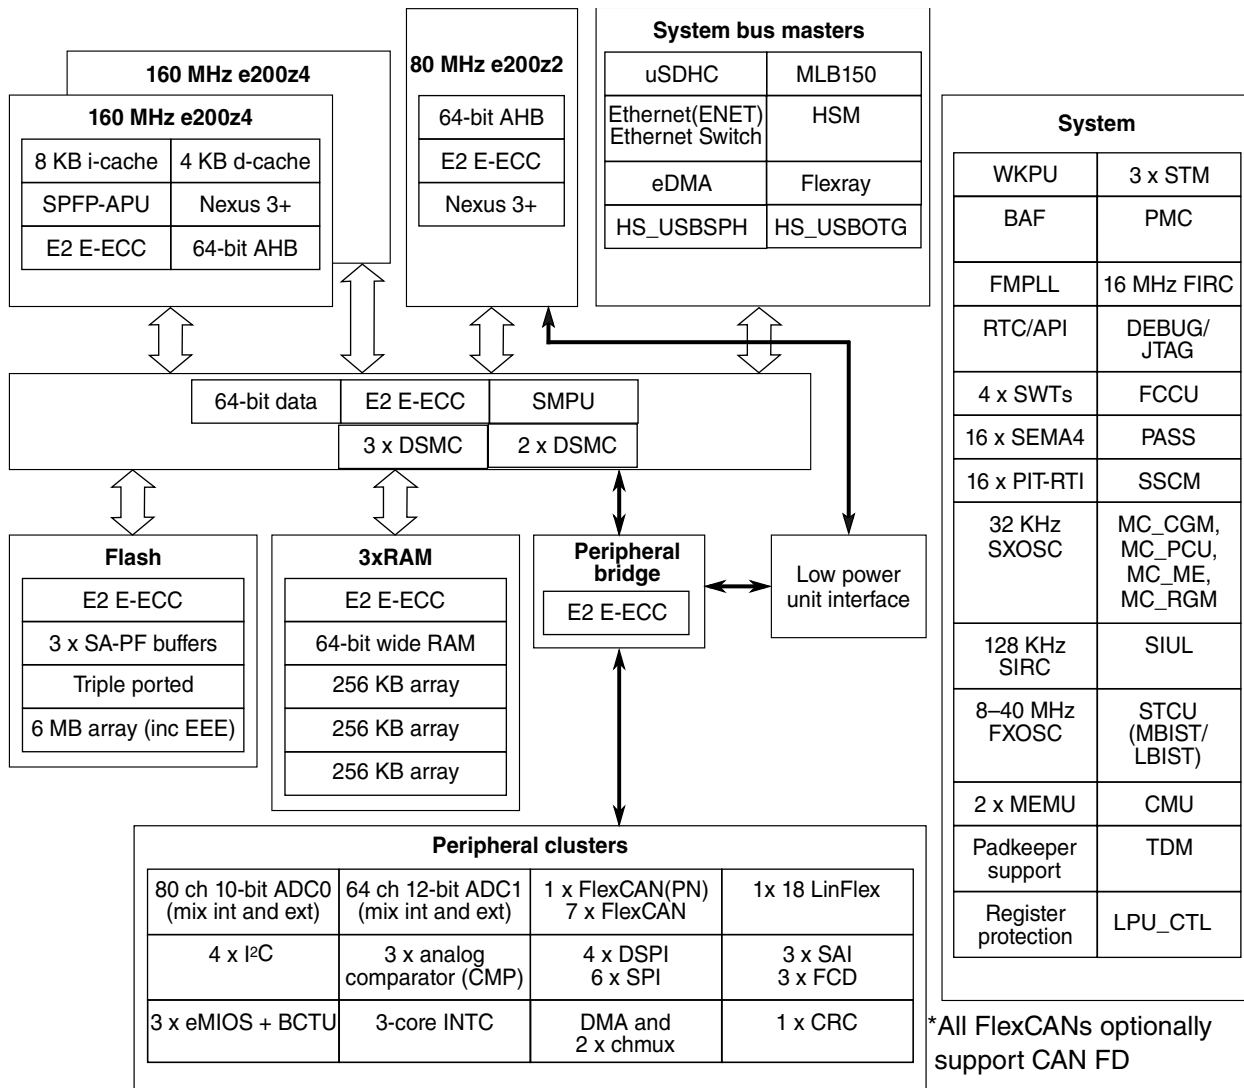 160 MHz e200z4
160 MHz e200z4
8 KB i-cache
4 KB d-cache
SPFP-APU
Nexus 3+
E2 E-ECC
64-bit AHB
80 MHz e200z2
64-bit AHB
E2 E-ECC
Nexus 3+
System bus masters
uSDHC
MLB150
Ethernet(ENET)
Ethernet Switch
HSM
eDMA
Flexray
HS_USBSPH
HS_USBOTG
64-bit data
E2 E-ECC
SMPU
3 x DSMC
2 x DSMC
Flash
E2 E-ECC
3 x SA-PF buffers
Triple ported
6 MB array (inc EEE)
3xRAM
E2 E-ECC
64-bit wide RAM
256 KB array
256 KB array
256 KB array
Peripheral
bridge
E2 E-ECC
Low power
unit interface
Peripheral clusters
80 ch 10-bit ADC0
(mix int and ext)
64 ch 12-bit ADC1
(mix int and ext)
1 x FlexCAN(PN)
7 x FlexCAN
1x 18 LinFlex
4 x I²C
3 x analog
comparator (CMP)
4 x DSPI
6 x SPI
3 x SAI
3 x FCD
3 x eMIOS + BCTU
3-core INTC
DMA and
2 x chmux
1 x CRC
System
WKPU
3 x STM
BAF
PMC
FMPLL
16 MHz FIRC
RTC/API
DEBUG/
JTAG
4 x SWTs
FCCU
16 x SEMA4
PASS
16 x PIT-RTI
SSCM
32 KHz
SXOSC
MC_CGM,
MC_PCU,
MC_ME,
MC_RGM
128 KHz
SIRC
SIUL
8–40 MHz
FXOSC
STCU
(MBIST/
LBIST)
2 x MEMU
CMU
Padkeeper
support
TDM
Register
protection
LPU_CTL
*All FlexCANs optionally
support CAN FD